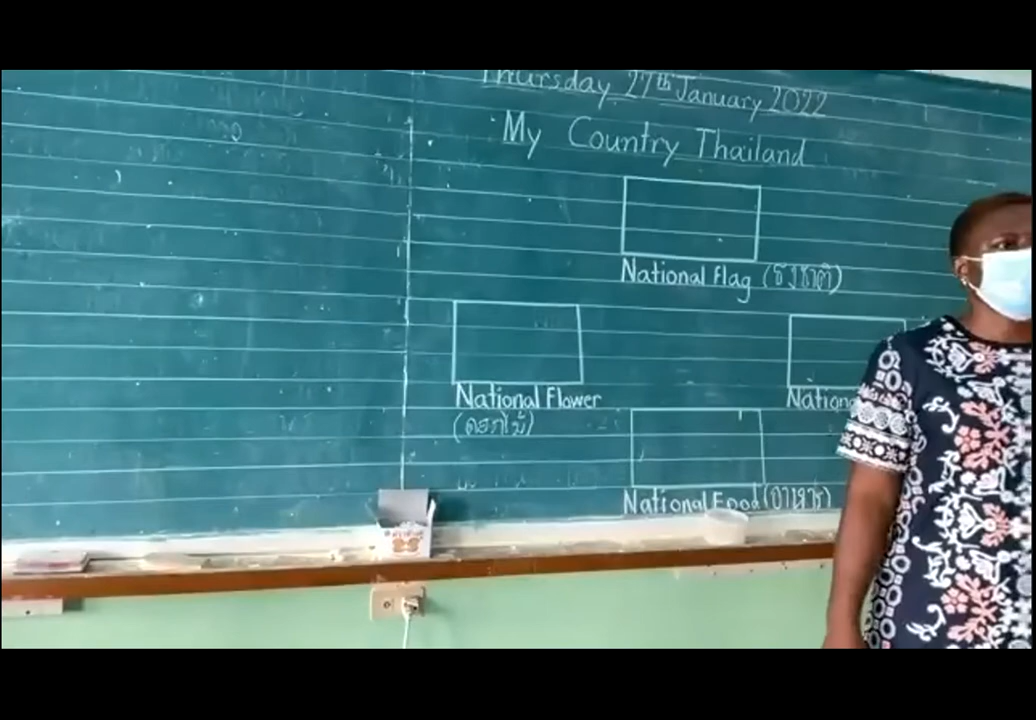 Thursday 27th January 2022
My Country Thailand
National Flag (ธงชาติ)
National Flower
(ดอกไม้)
Nationa
National Food (อาหาร)